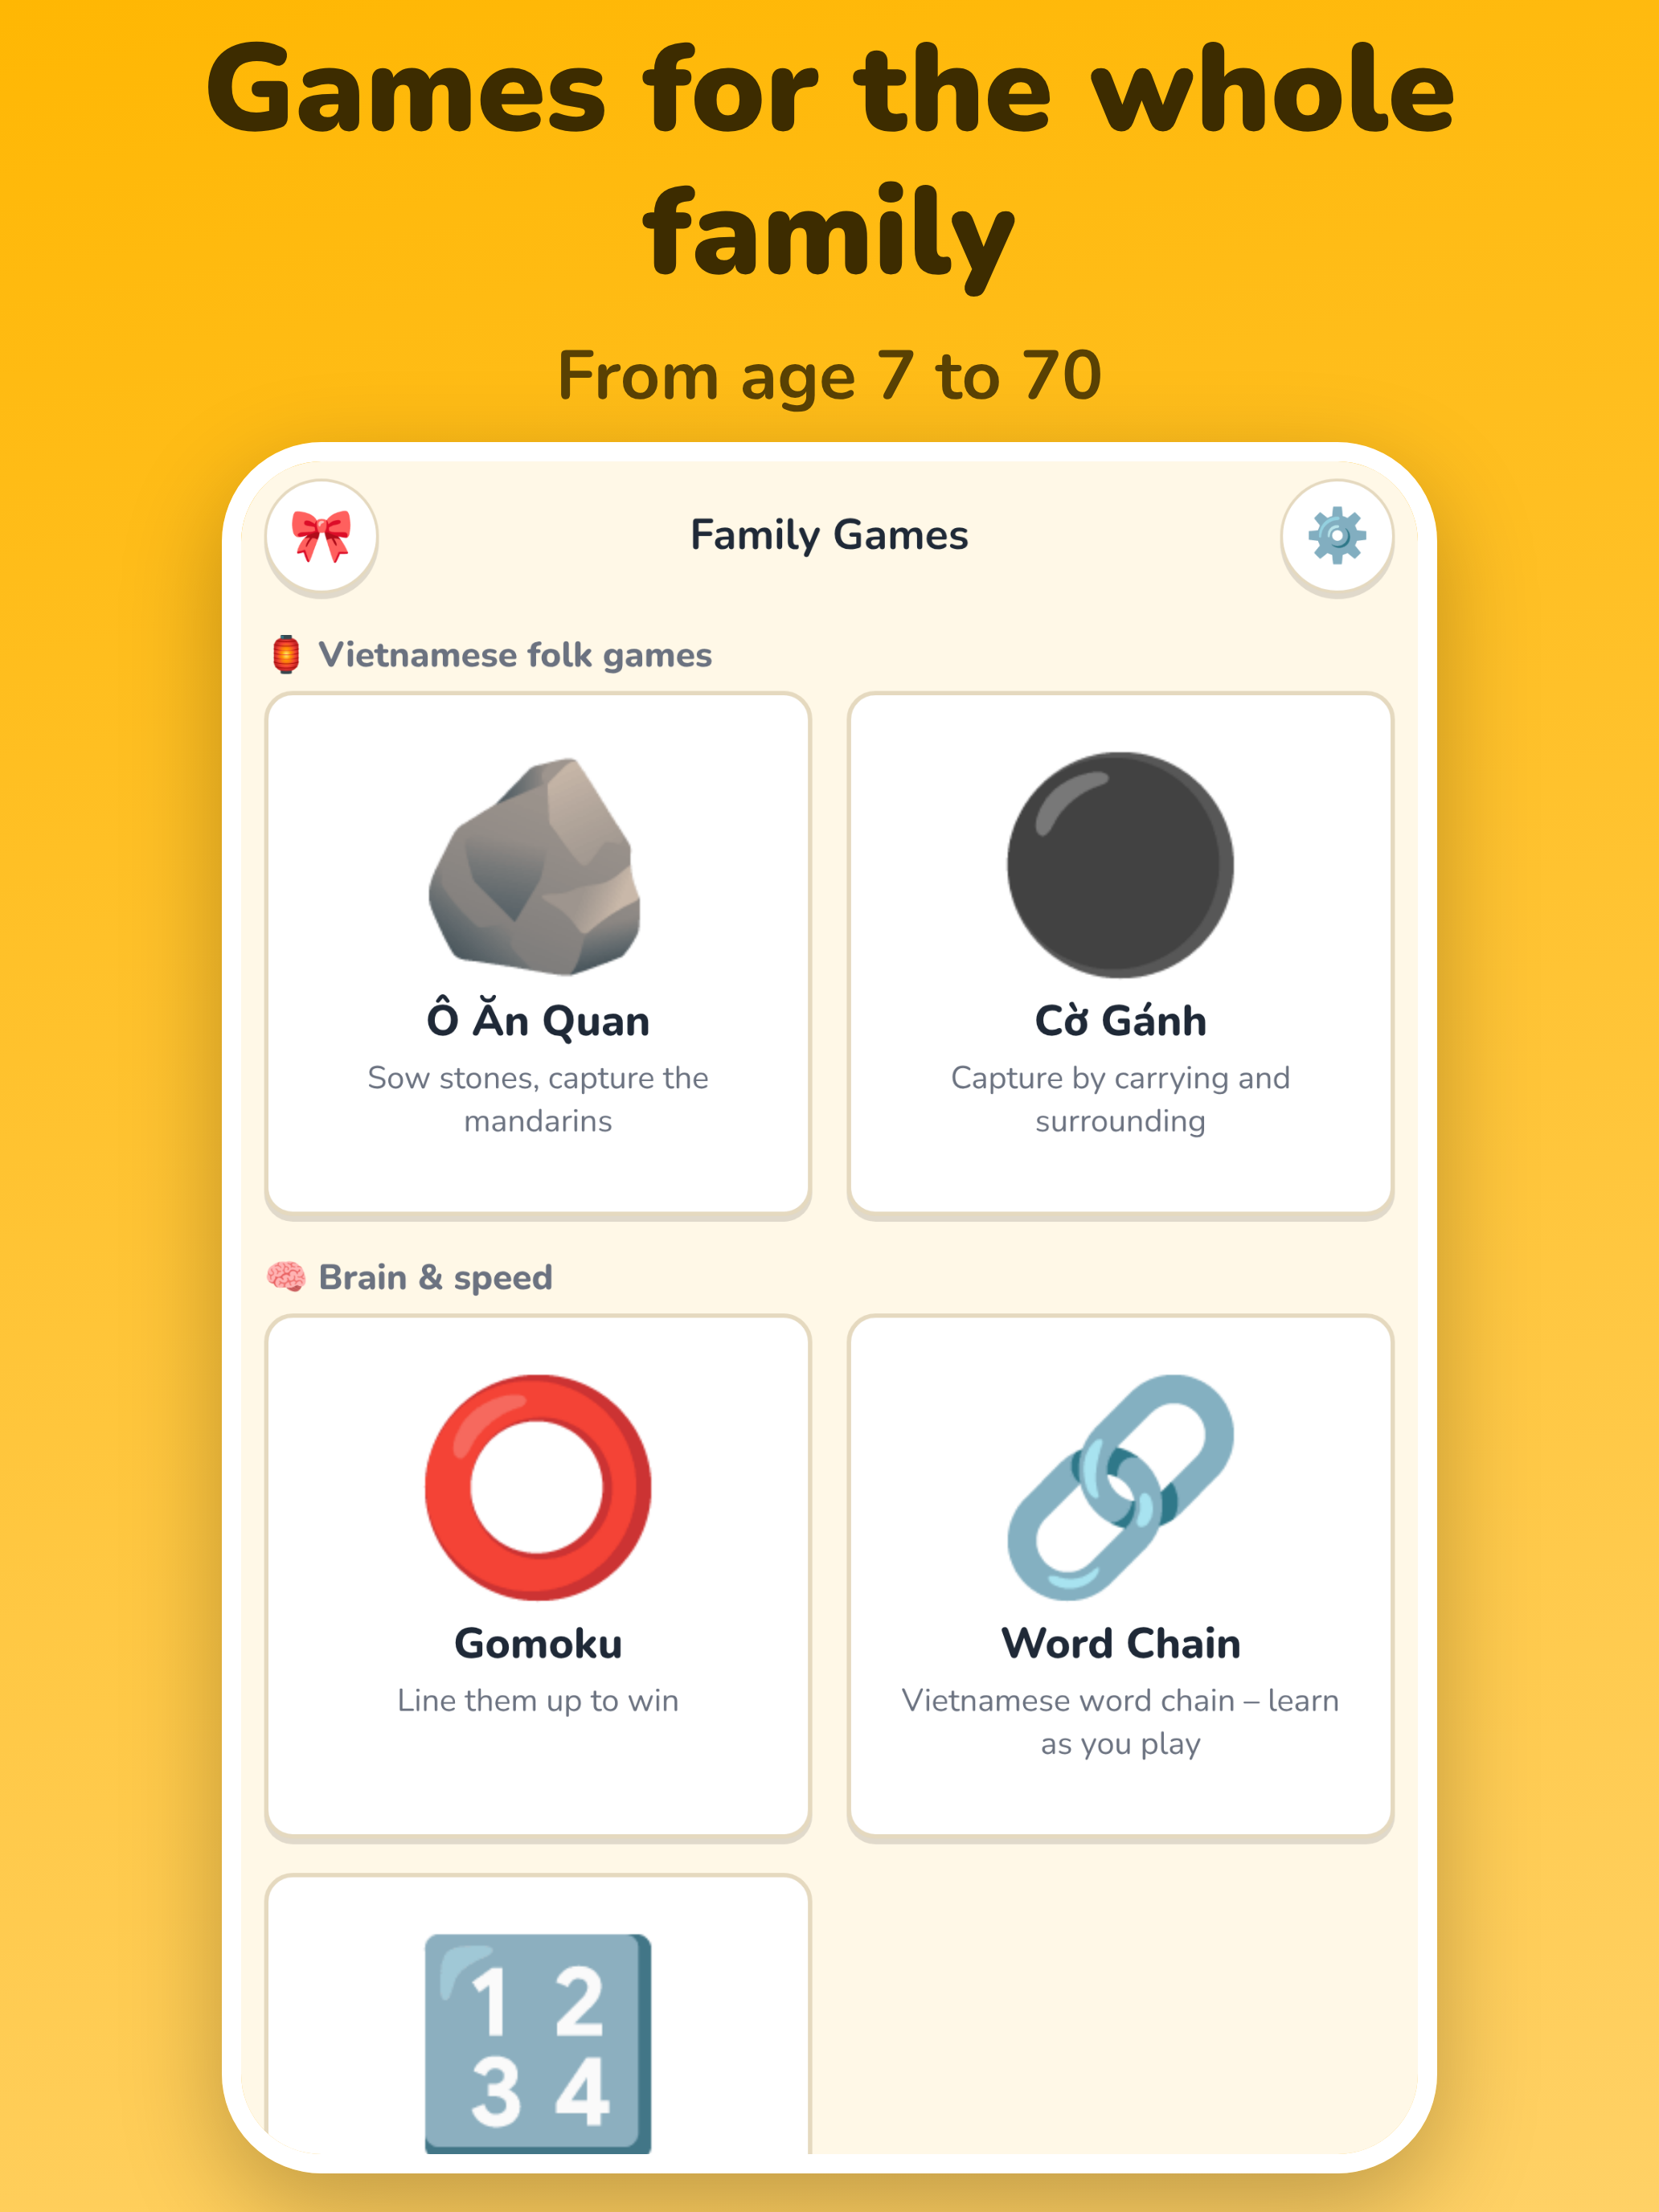 Games for the whole
family
From age 7 to 70
Family Games
Vietnamese folk games
Ô Ăn Quan
Sow stones, capture the
mandarins
Cờ Gánh
Capture by carrying and
surrounding
Brain & speed
Gomoku
Line them up to win
Word Chain
Vietnamese word chain – learn
as you play
1 2
3 4